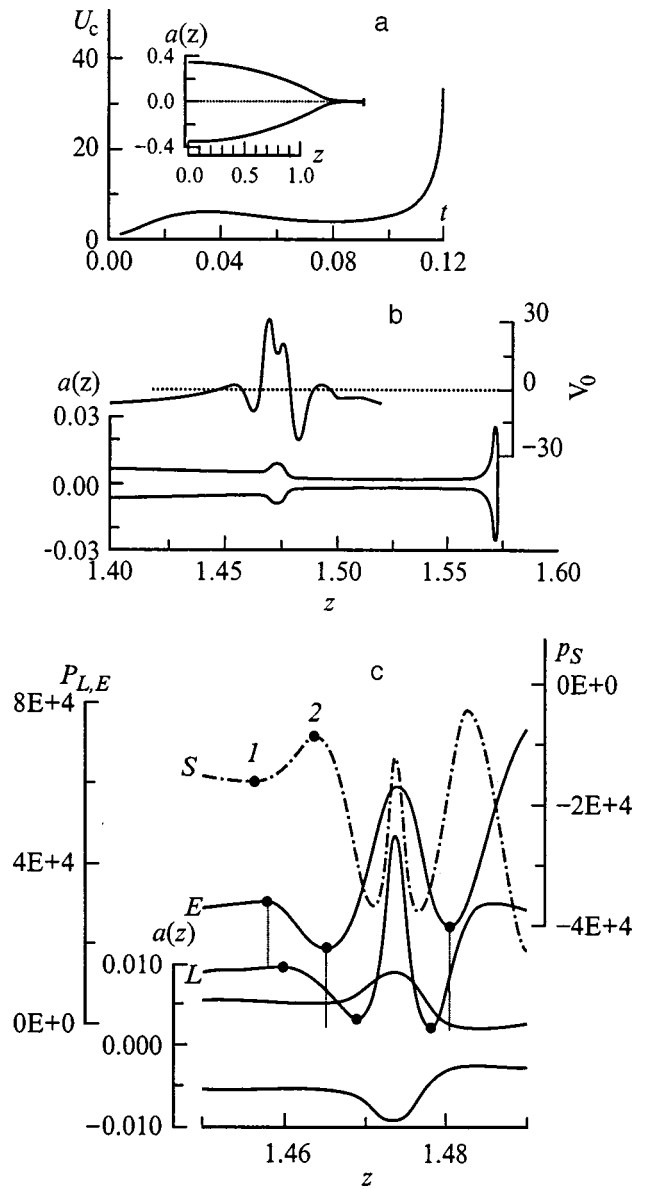 U_c a(z) a
40 0.4
0.0
20 −0.4 z
0.0 0.5 1.0
t
0
0.00 0.04 0.08 0.12
b 30
a(z) 0 V_0
0.03
−30
0.00
-0.03
1.40 1.45 1.50 1.55 1.60
z
P_{L,E} c p_S
8E+4 0E+0
1 2
S
−2E+4
4E+4
E
a(z) −4E+4
0.010
L
0E+0
0.000
−0.010
1.46 1.48
z